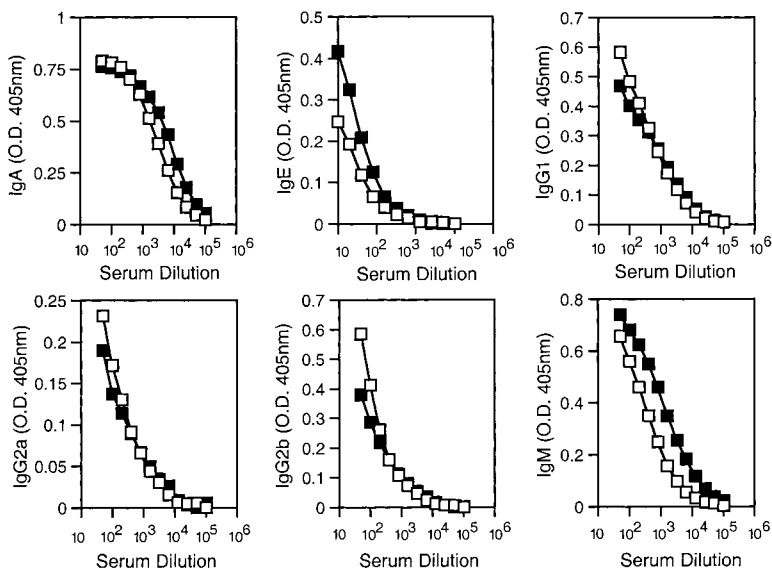 IgA (O.D. 405nm)
1
0.75
0.5
0.25
0
10 10² 10³ 10⁴ 10⁵ 10⁶
Serum Dilution
IgE (O.D. 405nm)
0.5
0.4
0.3
0.2
0.1
0
10 10² 10³ 10⁴ 10⁵ 10⁶
Serum Dilution
IgG1 (O.D. 405nm)
0.7
0.6
0.5
0.4
0.3
0.2
0.1
0
10 10² 10³ 10⁴ 10⁵ 10⁶
Serum Dilution
IgG2a (O.D. 405nm)
0.25
0.2
0.15
0.1
0.05
0
10 10² 10³ 10⁴ 10⁵ 10⁶
Serum Dilution
IgG2b (O.D. 405nm)
0.7
0.6
0.5
0.4
0.3
0.2
0.1
0
10 10² 10³ 10⁴ 10⁵ 10⁶
Serum Dilution
IgM (O.D. 405nm)
0.8
0.6
0.4
0.2
0
10 10² 10³ 10⁴ 10⁵ 10⁶
Serum Dilution